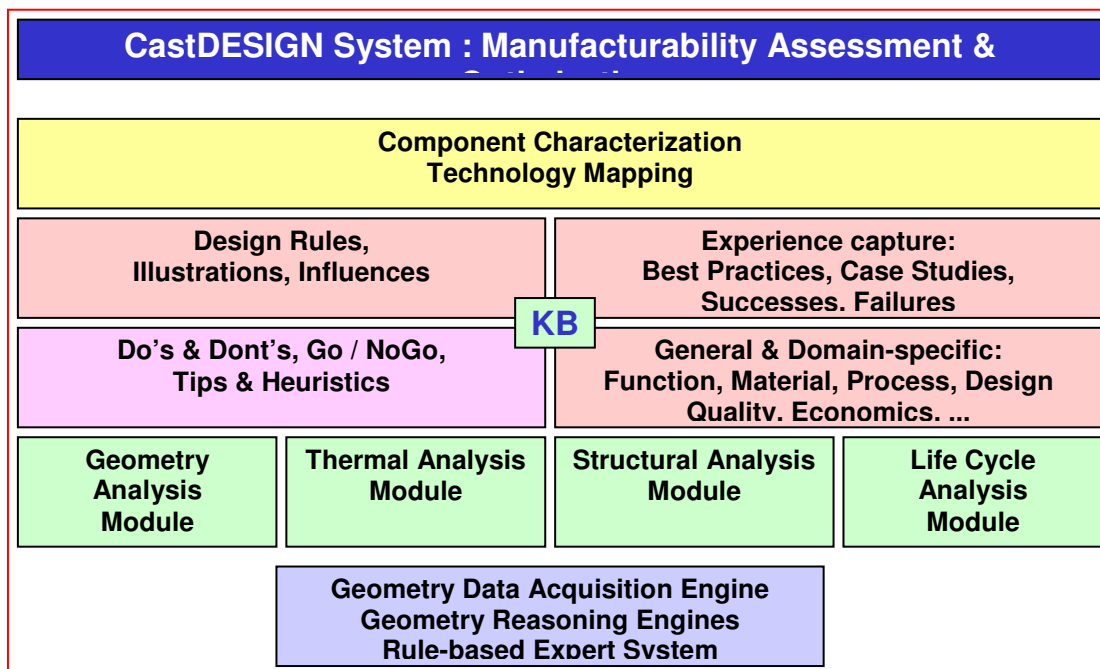 CastDESIGN System : Manufacturability Assessment &
Component Characterization
Technology Mapping
Design Rules,
Illustrations, Influences
Experience capture:
Best Practices, Case Studies,
Successes. Failures
KB
Do's & Dont's, Go / NoGo,
Tips & Heuristics
General & Domain-specific:
Function, Material, Process, Design
Quality. Economics. ...
Geometry
Analysis
Module
Thermal Analysis
Module
Structural Analysis
Module
Life Cycle
Analysis
Module
Geometry Data Acquisition Engine
Geometry Reasoning Engines
Rule-based Expert System